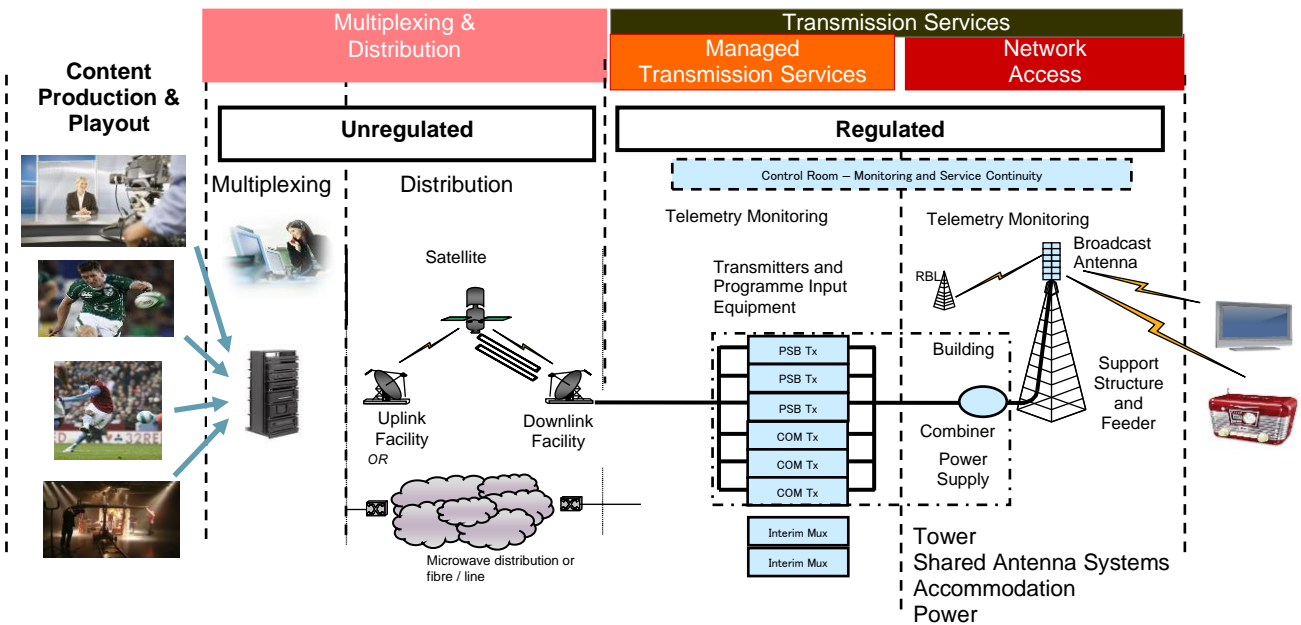 Multiplexing &
Distribution
Transmission Services
Managed
Transmission Services
Network
Access
Content
Production &
Playout
Unregulated
Regulated
Control Room – Monitoring and Service Continuity
Multiplexing
Distribution
Telemetry Monitoring
Telemetry Monitoring
Satellite
Transmitters and
Programme Input
Equipment
RBL
Broadcast
Antenna
PSB Tx
PSB Tx
PSB Tx
COM Tx
COM Tx
COM Tx
Building
Support
Structure
and
Feeder
Uplink
Facility
OR
Downlink
Facility
Combiner
Power
Supply
32RE
Microwave distribution or
fibre / line
Interim Mux
Interim Mux
Tower
Shared Antenna Systems
Accommodation
Power